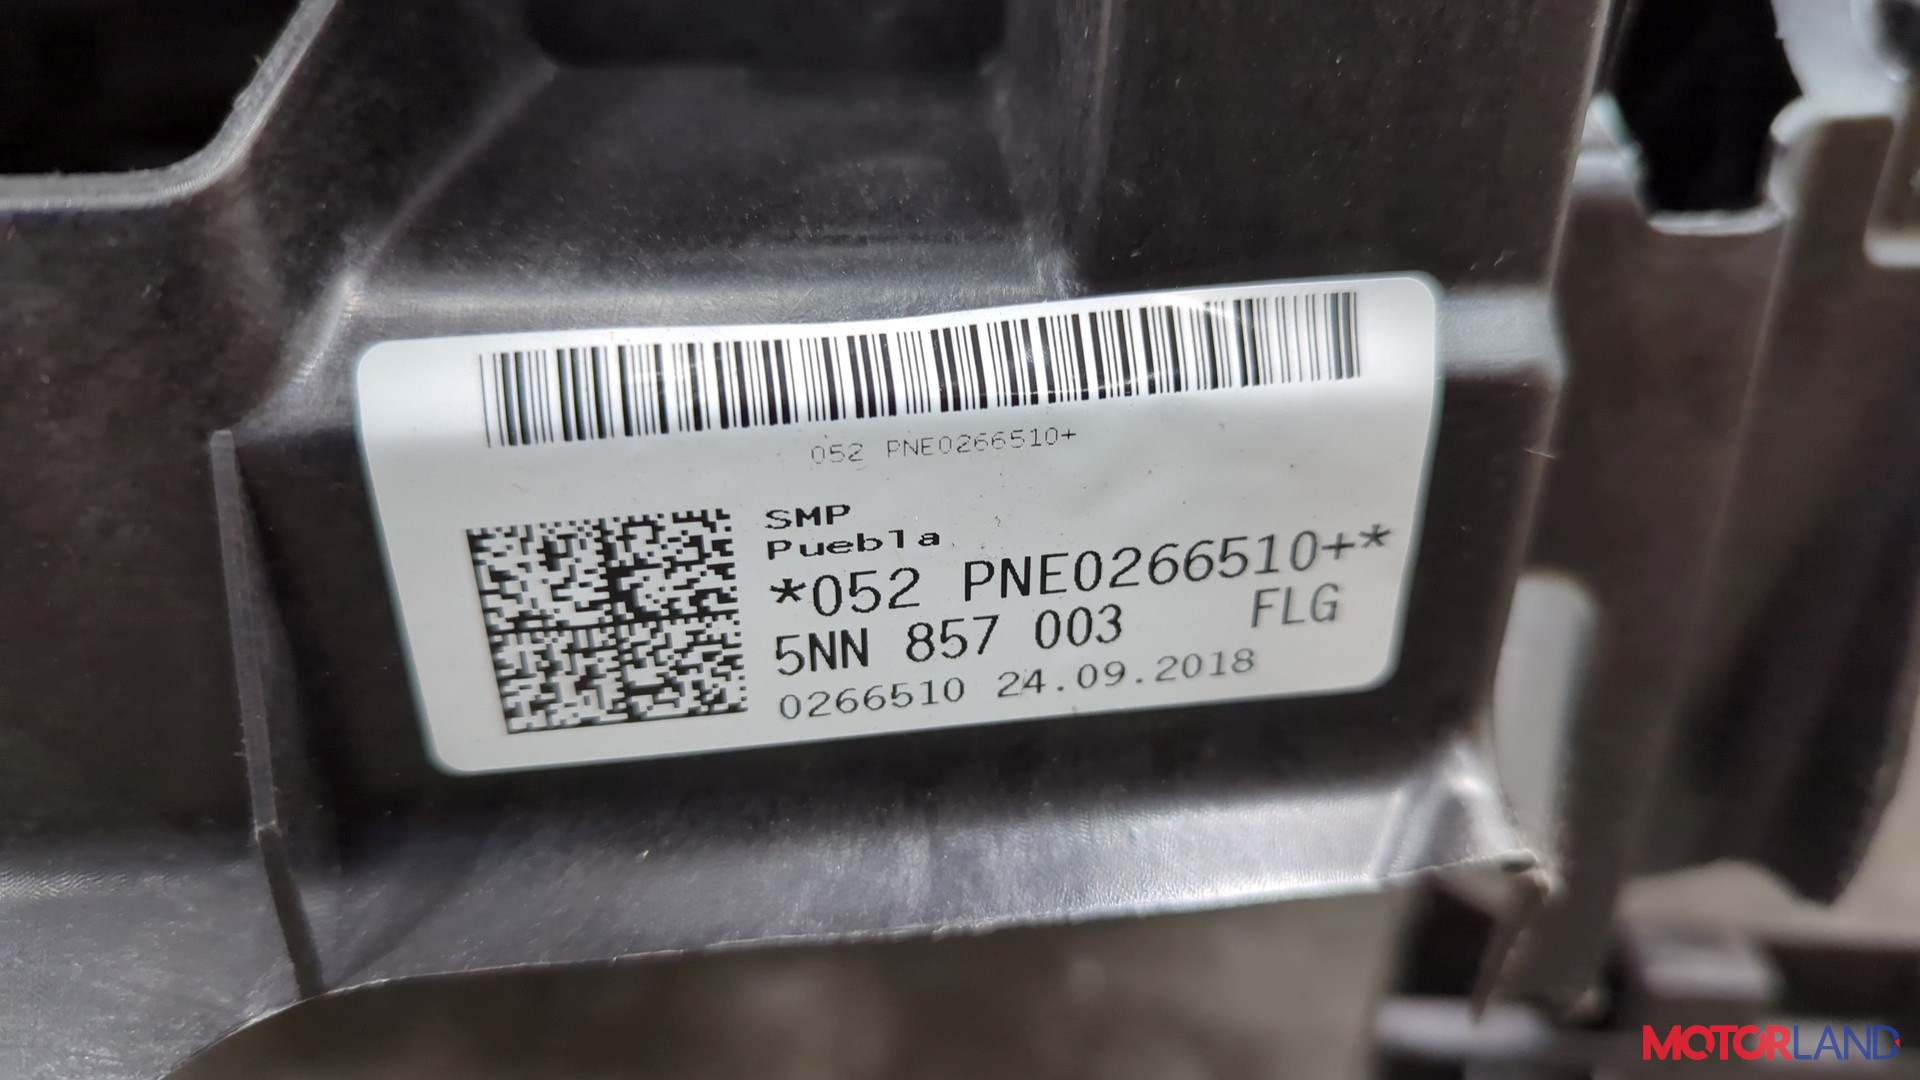 052 PNE0266510+
SMP
Puebla
*052 PNE0266510+*
5NN 857 003 FLG
0266510 24.09.2018
MOTORLAND